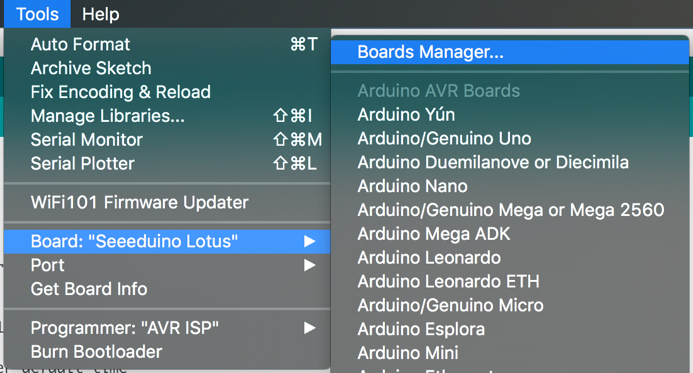 Tools Help
Auto Format ⌘T
Archive Sketch
Fix Encoding & Reload
Manage Libraries... ⇧⌘I
Serial Monitor ⇧⌘M
Serial Plotter ⇧⌘L
WiFi101 Firmware Updater
Board: "Seeeduino Lotus"
Port
Get Board Info
Programmer: "AVR ISP"
Burn Bootloader
Boards Manager...
Arduino AVR Boards
Arduino Yún
Arduino/Genuino Uno
Arduino Duemilanove or Diecimila
Arduino Nano
Arduino/Genuino Mega or Mega 2560
Arduino Mega ADK
Arduino Leonardo
Arduino Leonardo ETH
Arduino/Genuino Micro
Arduino Esplora
Arduino Mini